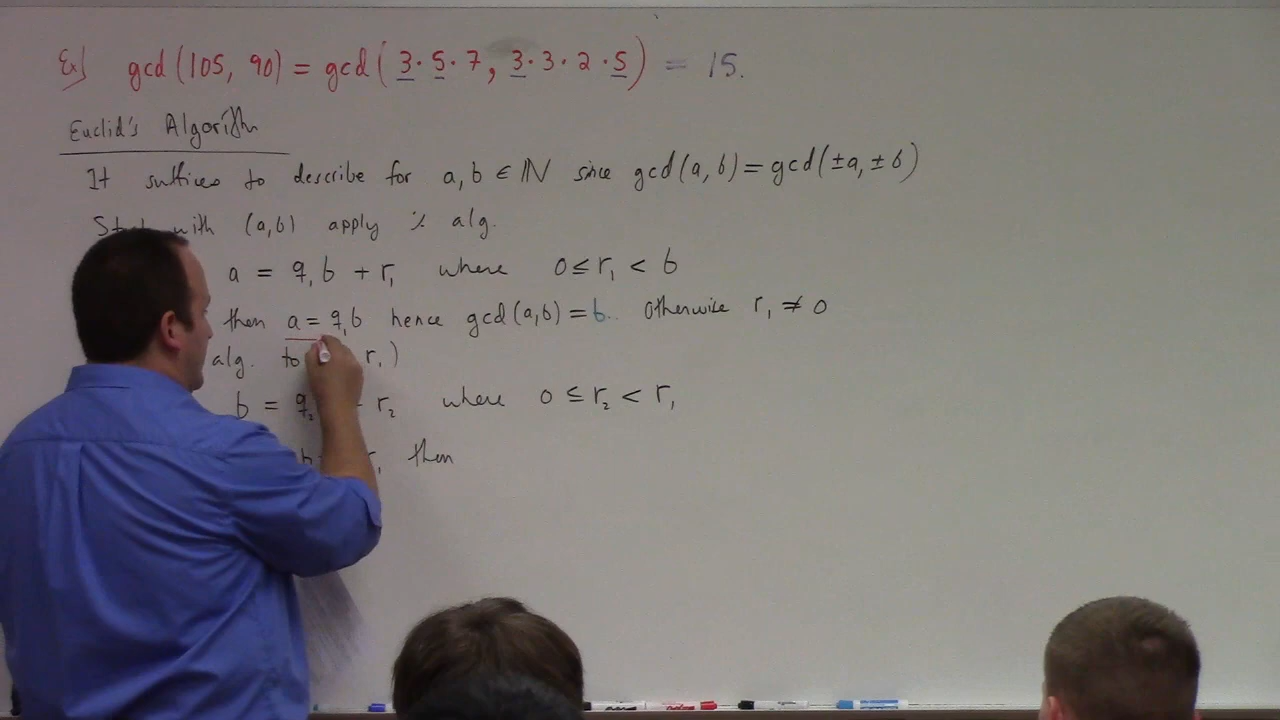 Ex) gcd(105, 90) = gcd(3·5·7, 3·3·2·5) = 15.
Euclid's Algorithm
It suffices to describe for a, b ∈ ℕ since gcd(a, b) = gcd(±a, ±b)
with (a,b) apply ÷ alg.
a = q₁b + r₁ where 0 ≤ r₁ < b
then a = q₁b hence gcd(a,b) = b. Otherwise r₁ ≠ 0
alg. to r₁)
b = q₂ r₂ where 0 ≤ r₂ < r₁
then